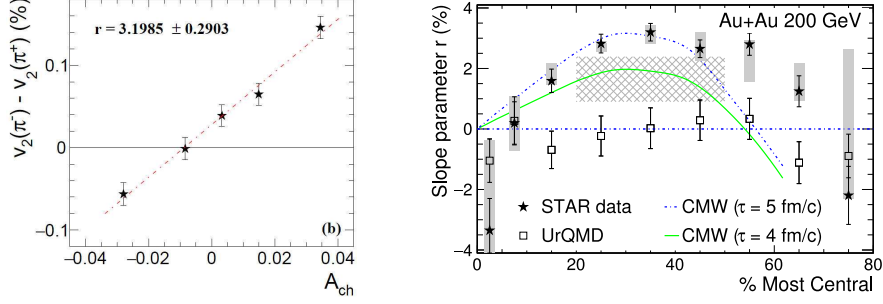 v₂(π⁻) - v₂(π⁺) (%)
r = 3.1985 ± 0.2903
0.1
0
−0.1
(b)
−0.04 −0.02 0 0.02 0.04
A_ch
Slope parameter r (%)
Au+Au 200 GeV
4
2
0
−2
−4
STAR data
UrQMD
CMW (τ = 5 fm/c)
CMW (τ = 4 fm/c)
0 20 40 60 80
% Most Central